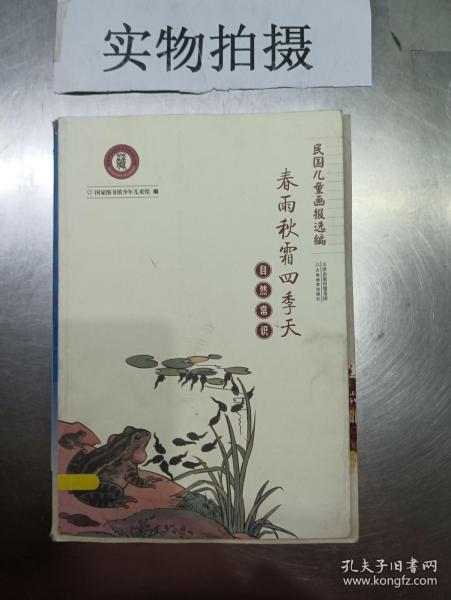 实物拍摄
民国儿童画报选编
春雨秋霜四季天
自然常识
◎国家图书馆少年儿童馆 编
孔夫子旧书网
www.kongfz.com